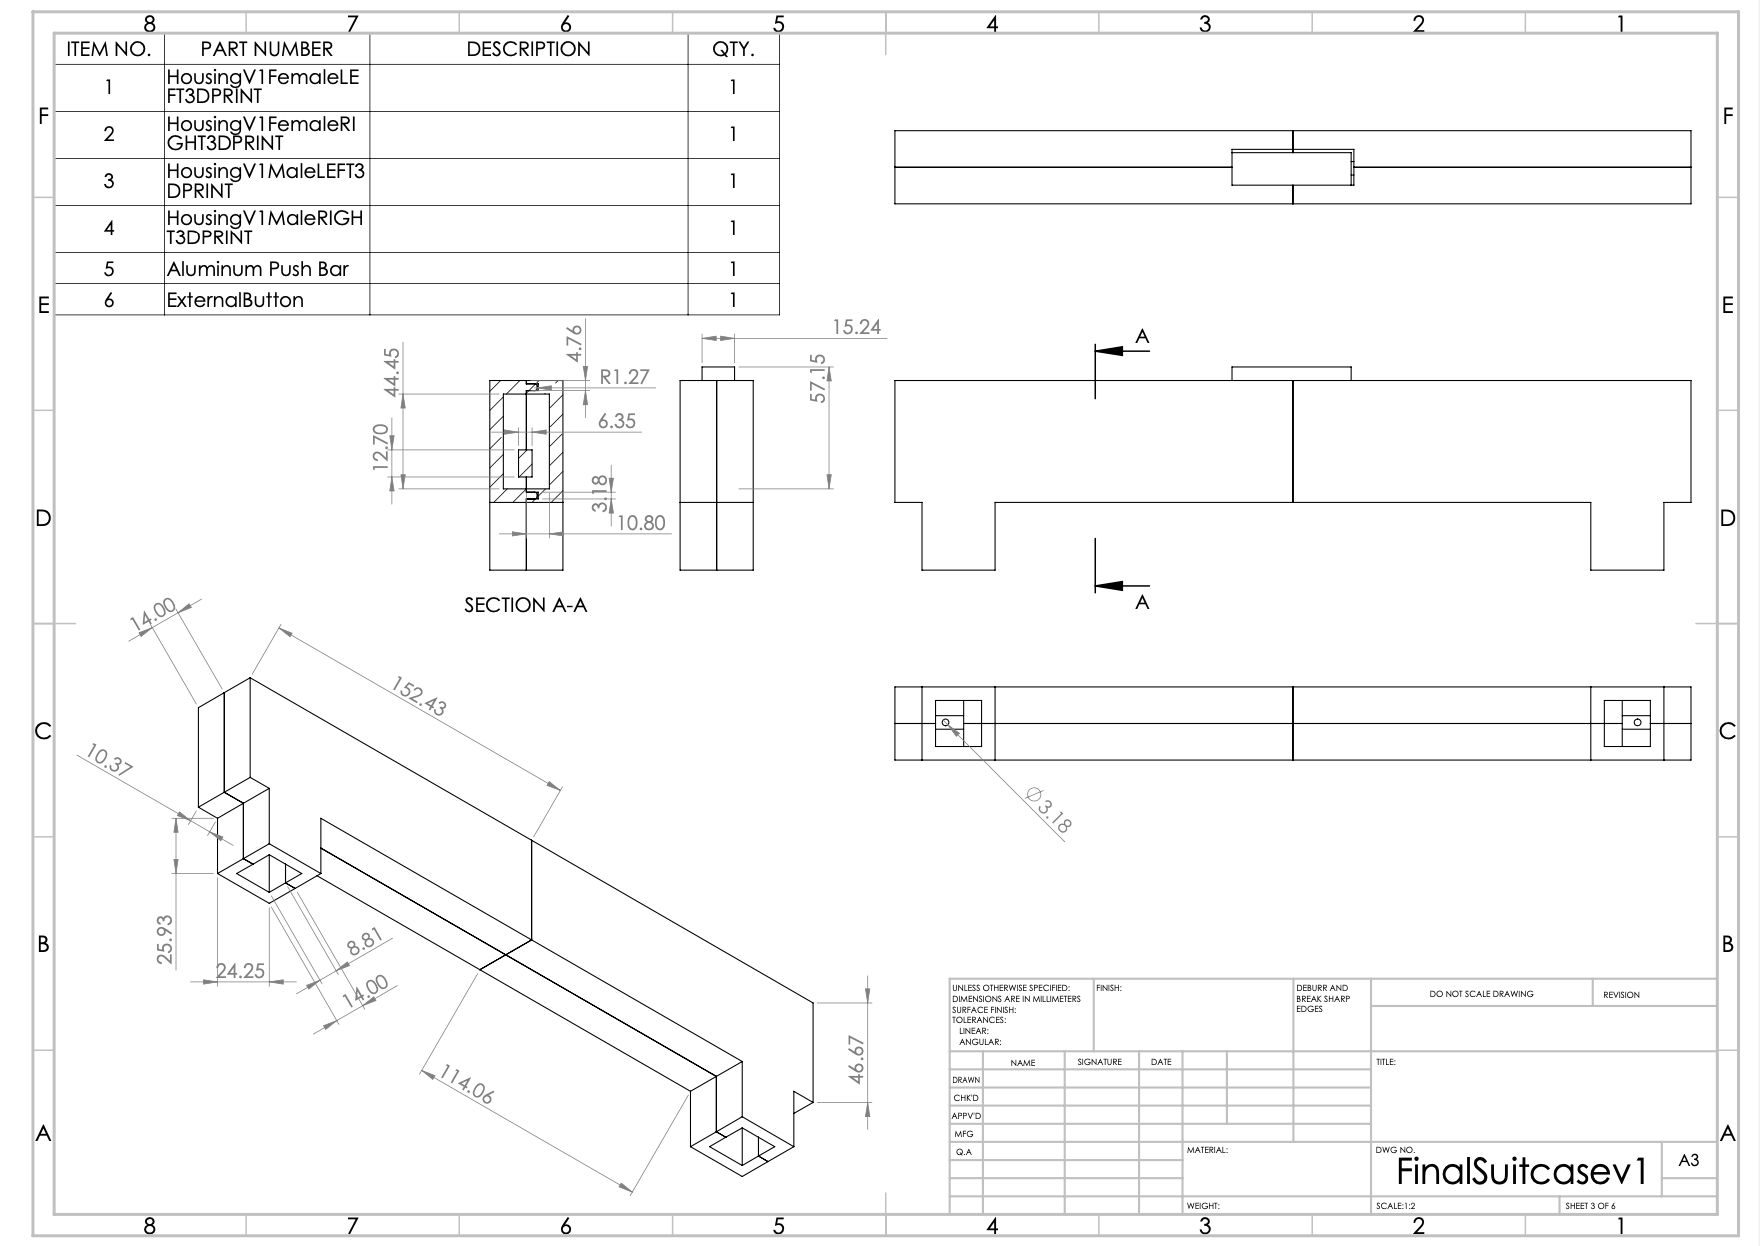 8 7 6 5 4 3 2 1
ITEM NO. PART NUMBER DESCRIPTION QTY.
1 HousingV1FemaleLE 1
FT3DPRINT
2 HousingV1FemaleRI 1
GHT3DPRINT
3 HousingV1MaleLEFT3 1
DPRINT
4 HousingV1MaleRIGH 1
T3DPRINT
5 Aluminum Push Bar 1
6 ExternalButton 1
F F
E E
D D
C C
B B
A A
44.45
4.76
R1.27
6.35
12.70
3.18
10.80
15.24
57.15
SECTION A-A
A
A
14.00
152.43
10.37
25.93
24.25
8.81
14.00
114.06
46.67
Ø3.18
UNLESS OTHERWISE SPECIFIED:
DIMENSIONS ARE IN MILLIMETERS
SURFACE FINISH:
TOLERANCES:
LINEAR:
ANGULAR:
FINISH:
DEBURR AND
BREAK SHARP
EDGES
DO NOT SCALE DRAWING
REVISION
NAME SIGNATURE DATE
DRAWN
CHK'D
APPV'D
MFG
Q.A
TITLE:
MATERIAL:
DWG NO.
FinalSuitcasev1
A3
WEIGHT:
SCALE:1:2
SHEET 3 OF 6
8 7 6 5 4 3 2 1